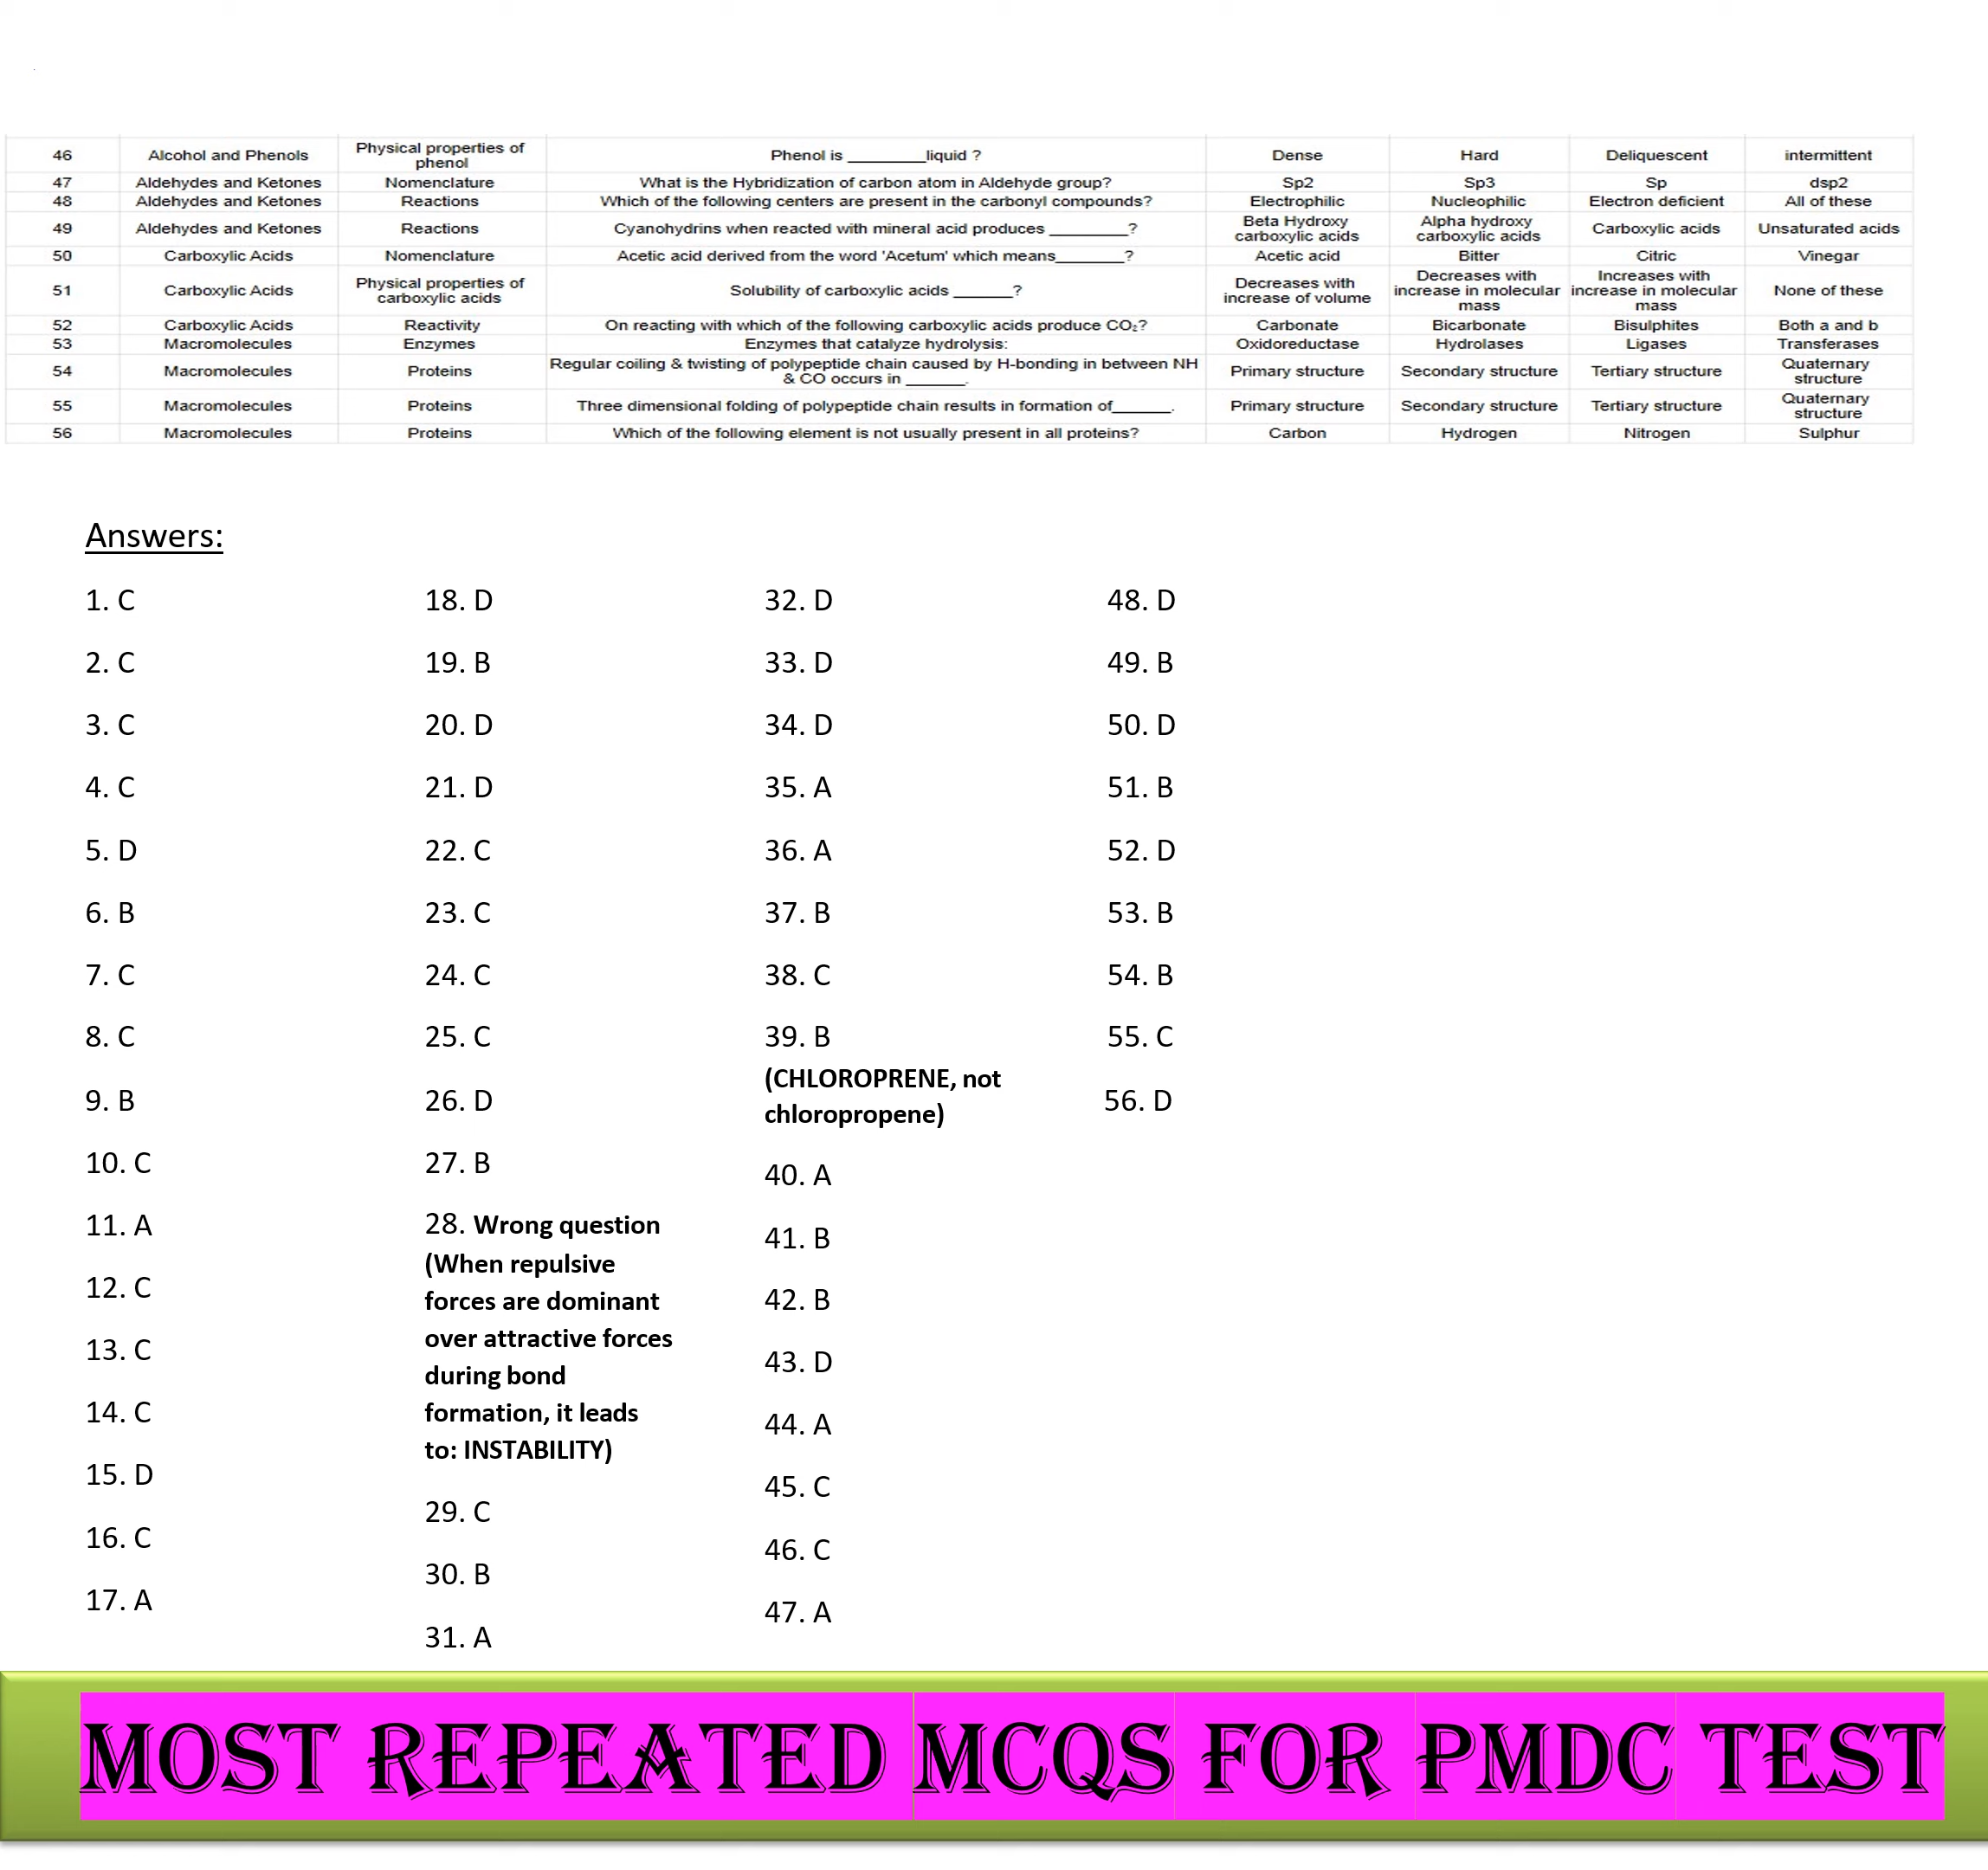 46 Alcohol and Phenols Physical properties of phenol Phenol is _________liquid ? Dense Hard Deliquescent intermittent
47 Aldehydes and Ketones Nomenclature What is the Hybridization of carbon atom in Aldehyde group? Sp2 Sp3 Sp dsp2
48 Aldehydes and Ketones Reactions Which of the following centers are present in the carbonyl compounds? Electrophilic Nucleophilic Electron deficient All of these
49 Aldehydes and Ketones Reactions Cyanohydrins when reacted with mineral acid produces _________? Beta Hydroxy carboxylic acids Alpha hydroxy carboxylic acids Carboxylic acids Unsaturated acids
50 Carboxylic Acids Nomenclature Acetic acid derived from the word 'Acetum' which means________? Acetic acid Bitter Citric Vinegar
51 Carboxylic Acids Physical properties of carboxylic acids Solubility of carboxylic acids _______? Decreases with increase of volume Decreases with increase in molecular mass Increases with increase in molecular mass None of these
52 Carboxylic Acids Reactivity On reacting with which of the following carboxylic acids produce CO₂? Carbonate Bicarbonate Bisulphites Both a and b
53 Macromolecules Enzymes Enzymes that catalyze hydrolysis: Oxidoreductase Hydrolases Ligases Transferases
54 Macromolecules Proteins Regular coiling & twisting of polypeptide chain caused by H-bonding in between NH & CO occurs in _______. Primary structure Secondary structure Tertiary structure Quaternary structure
55 Macromolecules Proteins Three dimensional folding of polypeptide chain results in formation of_______. Primary structure Secondary structure Tertiary structure Quaternary structure
56 Macromolecules Proteins Which of the following element is not usually present in all proteins? Carbon Hydrogen Nitrogen Sulphur
Answers:
1. C
2. C
3. C
4. C
5. D
6. B
7. C
8. C
9. B
10. C
11. A
12. C
13. C
14. C
15. D
16. C
17. A
18. D
19. B
20. D
21. D
22. C
23. C
24. C
25. C
26. D
27. B
28. Wrong question
(When repulsive
forces are dominant
over attractive forces
during bond
formation, it leads
to: INSTABILITY)
29. C
30. B
31. A
32. D
33. D
34. D
35. A
36. A
37. B
38. C
39. B
(CHLOROPRENE, not
chloropropene)
40. A
41. B
42. B
43. D
44. A
45. C
46. C
47. A
48. D
49. B
50. D
51. B
52. D
53. B
54. B
55. C
56. D
MOST REPEATED MCQS FOR PMDC TEST